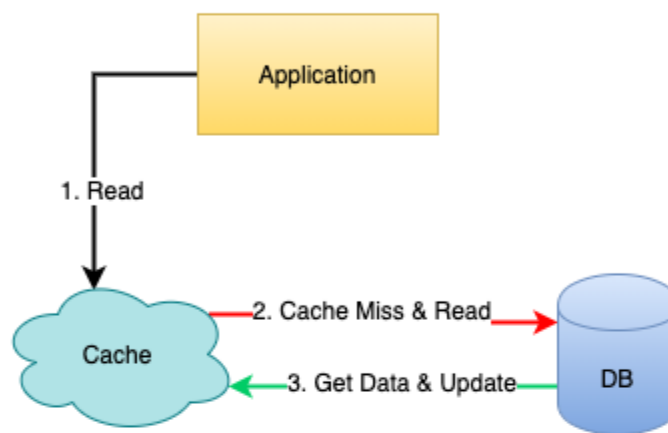 Application
1. Read
2. Cache Miss & Read
Cache
3. Get Data & Update
DB